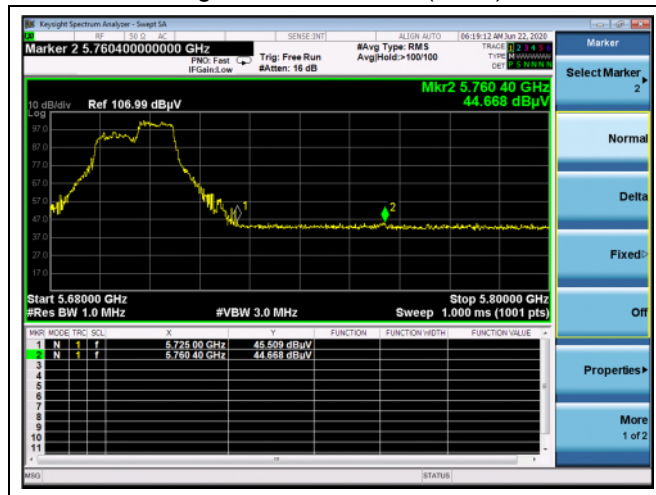 Keysight Spectrum Analyzer - Swept SA
RF 50 Ω AC SENSE:INT ALIGN AUTO 06:19:12 AM Jun 22, 2020
Marker 2 5.760400000000 GHz
PNO: Fast
IFGain:Low
Trig: Free Run
#Atten: 16 dB
#Avg Type: RMS
Avg|Hold:>100/100
TRACE 1 2 3 4 5 6
TYPE M
DET P S N N N N
Mkr2 5.760 40 GHz
44.668 dBµV
10 dB/div Ref 106.99 dBµV
Log
97.0
87.0
77.0
67.0
57.0
47.0
37.0
27.0
17.0
1
2
Start 5.68000 GHz Stop 5.80000 GHz
#Res BW 1.0 MHz #VBW 3.0 MHz Sweep 1.000 ms (1001 pts)
MKR MODE TRC SCL X Y FUNCTION FUNCTION WIDTH FUNCTION VALUE
1 N 1 f 5.725 00 GHz 45.509 dBµV
2 N 1 f 5.760 40 GHz 44.668 dBµV
3
4
5
6
7
8
9
10
11
MSG STATUS
Marker
Select Marker
2
Normal
Delta
Fixed
Off
Properties
More
1 of 2